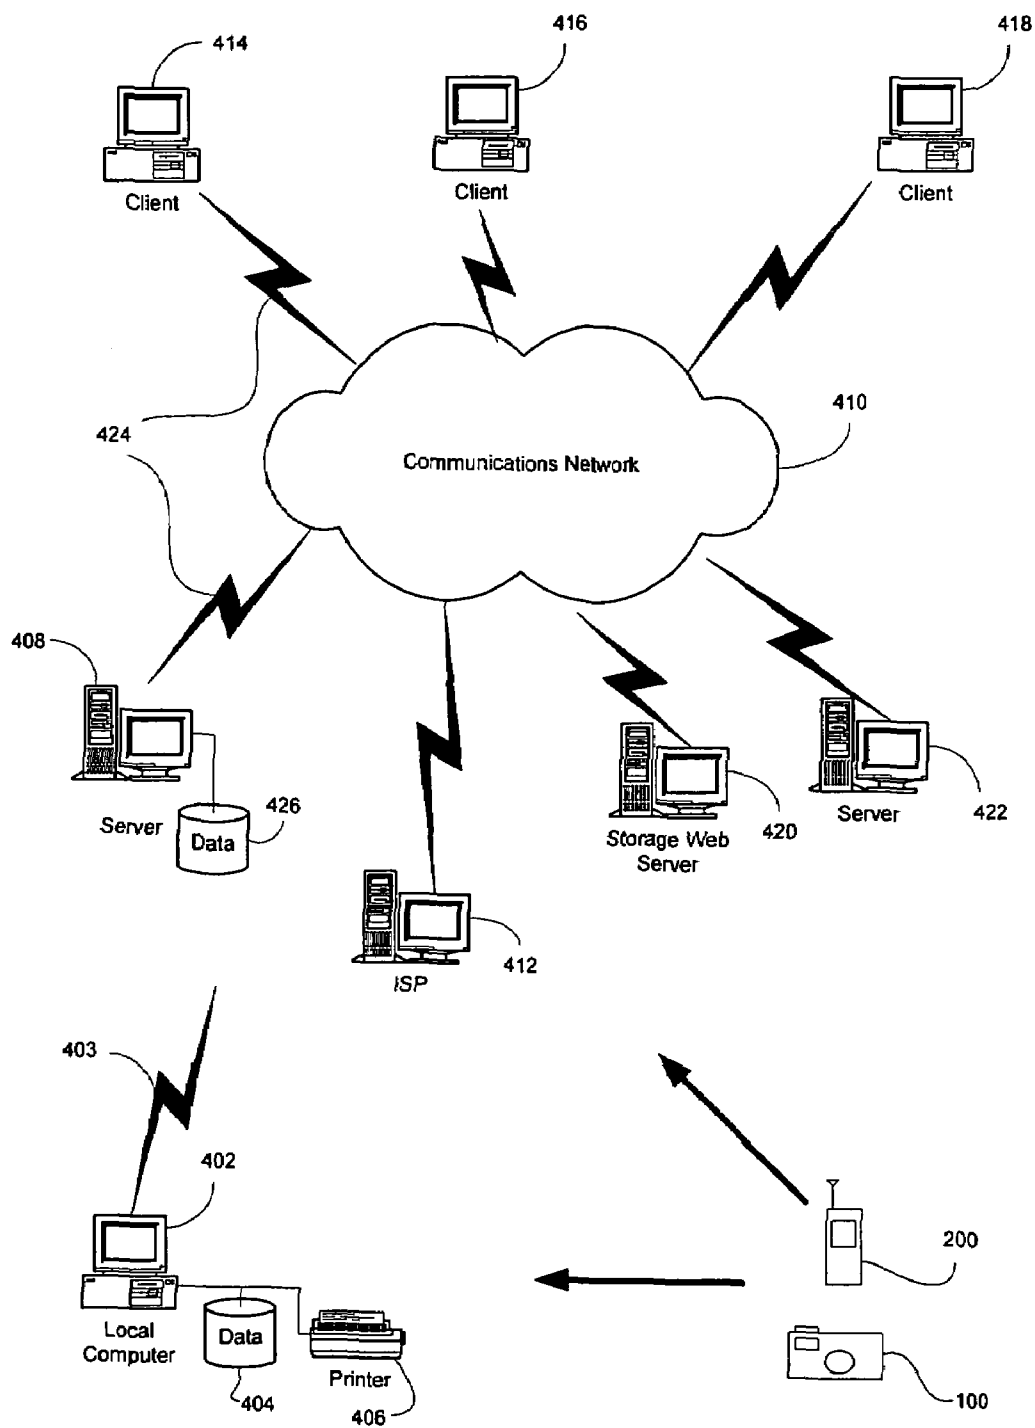 414
416
418
Client
Client
Client
410
424
Communications Network
408
Server
426
Data
420
Storage Web
Server
422
Server
412
ISP
403
402
200
Local
Computer
Data
404
Printer
406
100